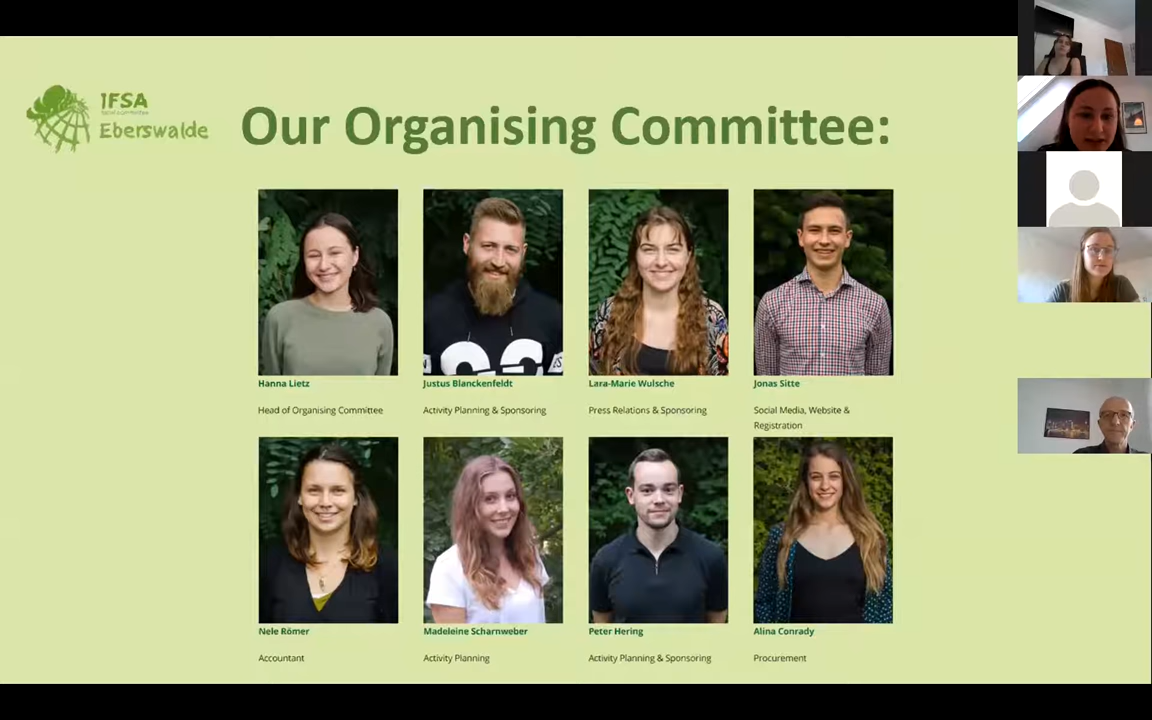 IFSA
Eberswalde
Our Organising Committee:
Hanna Lietz
Head of Organising Committee
Justus Blanckenfeldt
Activity Planning & Sponsoring
Lara-Marie Wulsche
Press Relations & Sponsoring
Jonas Sitte
Social Media, Website &
Registration
Nele Römer
Accountant
Madeleine Scharnweber
Activity Planning
Peter Hering
Activity Planning & Sponsoring
Alina Conrady
Procurement